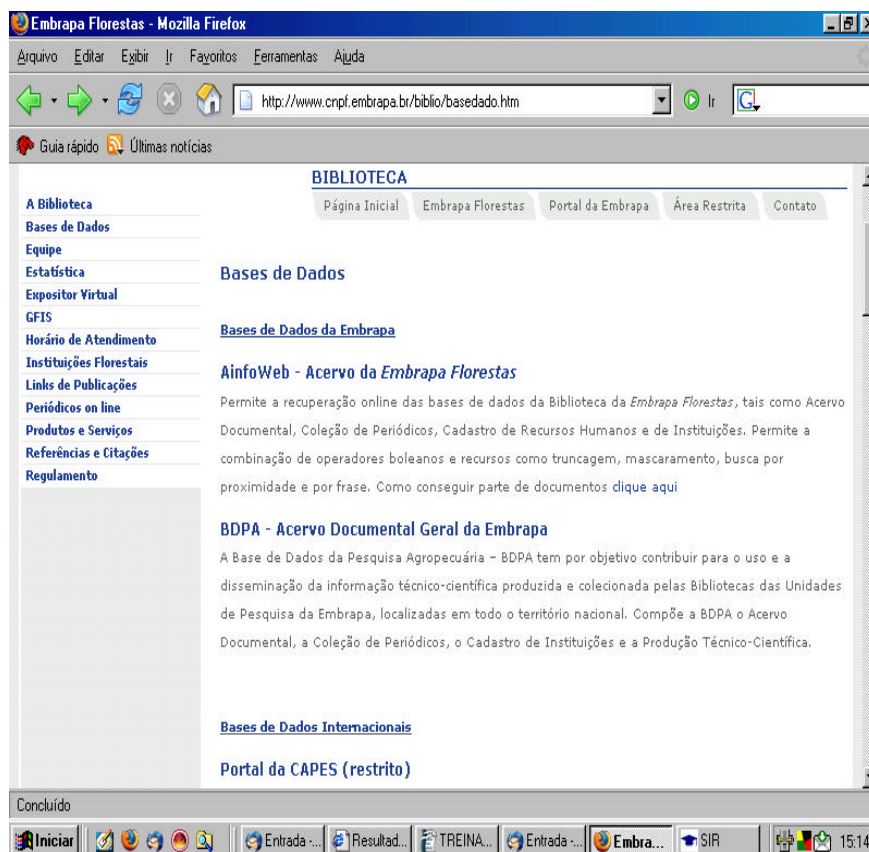 Embrapa Florestas - Mozilla Firefox
Arquivo Editar Exibir Ir Favoritos Ferramentas Ajuda
http://www.cnpf.embrapa.br/biblio/basedado.htm Ir G
Guia rápido Últimas notícias
BIBLIOTECA
Página Inicial Embrapa Florestas Portal da Embrapa Área Restrita Contato
A Biblioteca
Bases de Dados
Equipe
Estatística
Expositor Virtual
GFIS
Horário de Atendimento
Instituições Florestais
Links de Publicações
Periódicos on line
Produtos e Serviços
Referências e Citações
Regulamento
Bases de Dados
Bases de Dados da Embrapa
AinfoWeb - Acervo da Embrapa Florestas
Permite a recuperação online das bases de dados da Biblioteca da Embrapa Florestas, tais como Acervo
Documental, Coleção de Periódicos, Cadastro de Recursos Humanos e de Instituições. Permite a
combinação de operadores boleanos e recursos como truncagem, mascaramento, busca por
proximidade e por frase. Como conseguir parte de documentos clique aqui
BDPA - Acervo Documental Geral da Embrapa
A Base de Dados da Pesquisa Agropecuária – BDPA tem por objetivo contribuir para o uso e a
disseminação da informação técnico-científica produzida e colecionada pelas Bibliotecas das Unidades
de Pesquisa da Embrapa, localizadas em todo o território nacional. Compõe a BDPA o Acervo
Documental, a Coleção de Periódicos, o Cadastro de Instituições e a Produção Técnico-Científica.
Bases de Dados Internacionais
Portal da CAPES (restrito)
Concluído
Iniciar Entrada -... Resultad... TREINA... Entrada -... Embra... SIR 15:14